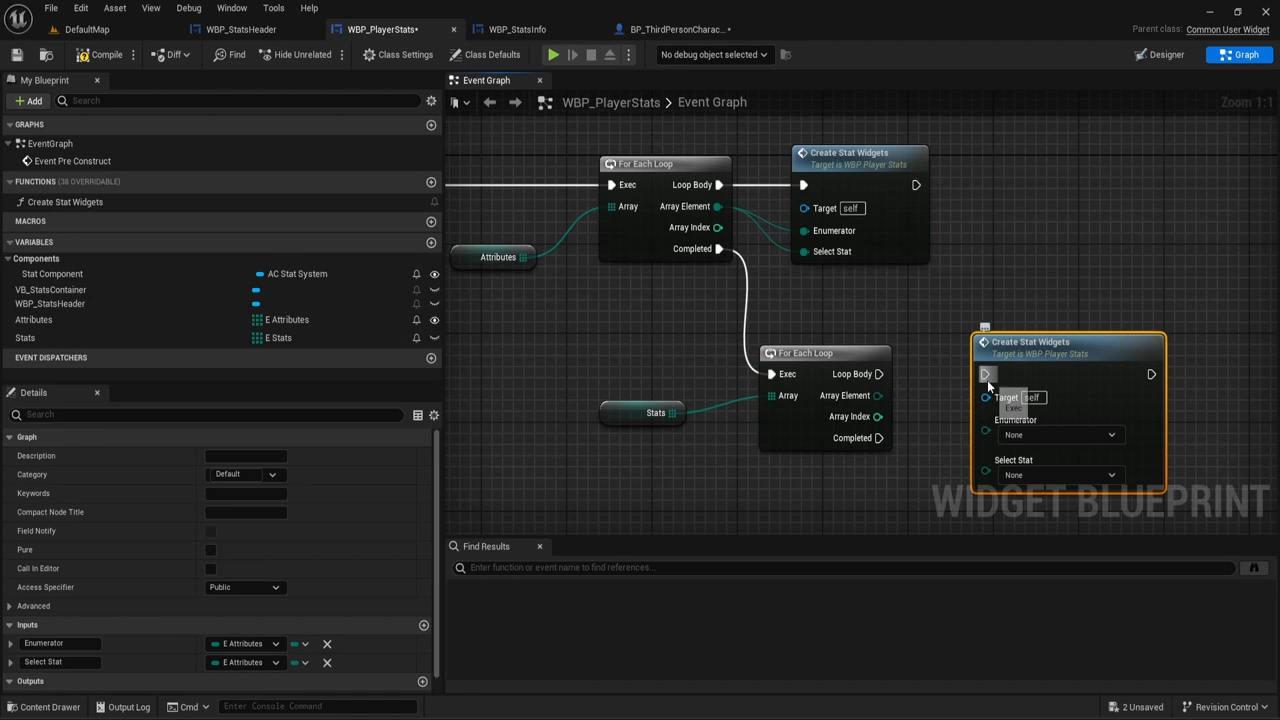 File Edit Asset View Debug Window Tools Help
DefaultMap WBP_StatsHeader WBP_PlayerStats• WBP_StatsInfo BP_ThirdPersonCharac... • Parent class: Common User Widget
Compile Diff Find Hide Unrelated Class Settings Class Defaults No debug object selected Designer Graph
My Blueprint Event Graph
Add Search WBP_PlayerStats > Event Graph Zoom 1:1
GRAPHS
EventGraph
Event Pre Construct
FUNCTIONS (38 OVERRIDABLE)
Create Stat Widgets
MACROS
VARIABLES
Components
Stat Component AC Stat System
VB_StatsContainer
WBP_StatsHeader
Attributes E Attributes
Stats E Stats
EVENT DISPATCHERS
For Each Loop
Exec Loop Body
Array Array Element
Array Index
Completed
Attributes
Create Stat Widgets
Target is WBP Player Stats
Target self
Enumerator
Select Stat
For Each Loop
Exec Loop Body
Array Array Element
Array Index
Completed
Stats
Create Stat Widgets
Target is WBP Player Stats
Target self
Exec
Enumerator
None
Select Stat
None
WIDGET BLUEPRINT
Details
Search
Graph
Description
Category Default
Keywords
Compact Node Title
Field Notify
Pure
Call In Editor
Access Specifier Public
Advanced
Inputs
Enumerator E Attributes
Select Stat E Attributes
Outputs
Find Results
Enter function or event name to find references...
Content Drawer Output Log Cmd Enter Console Command 2 Unsaved Revision Control